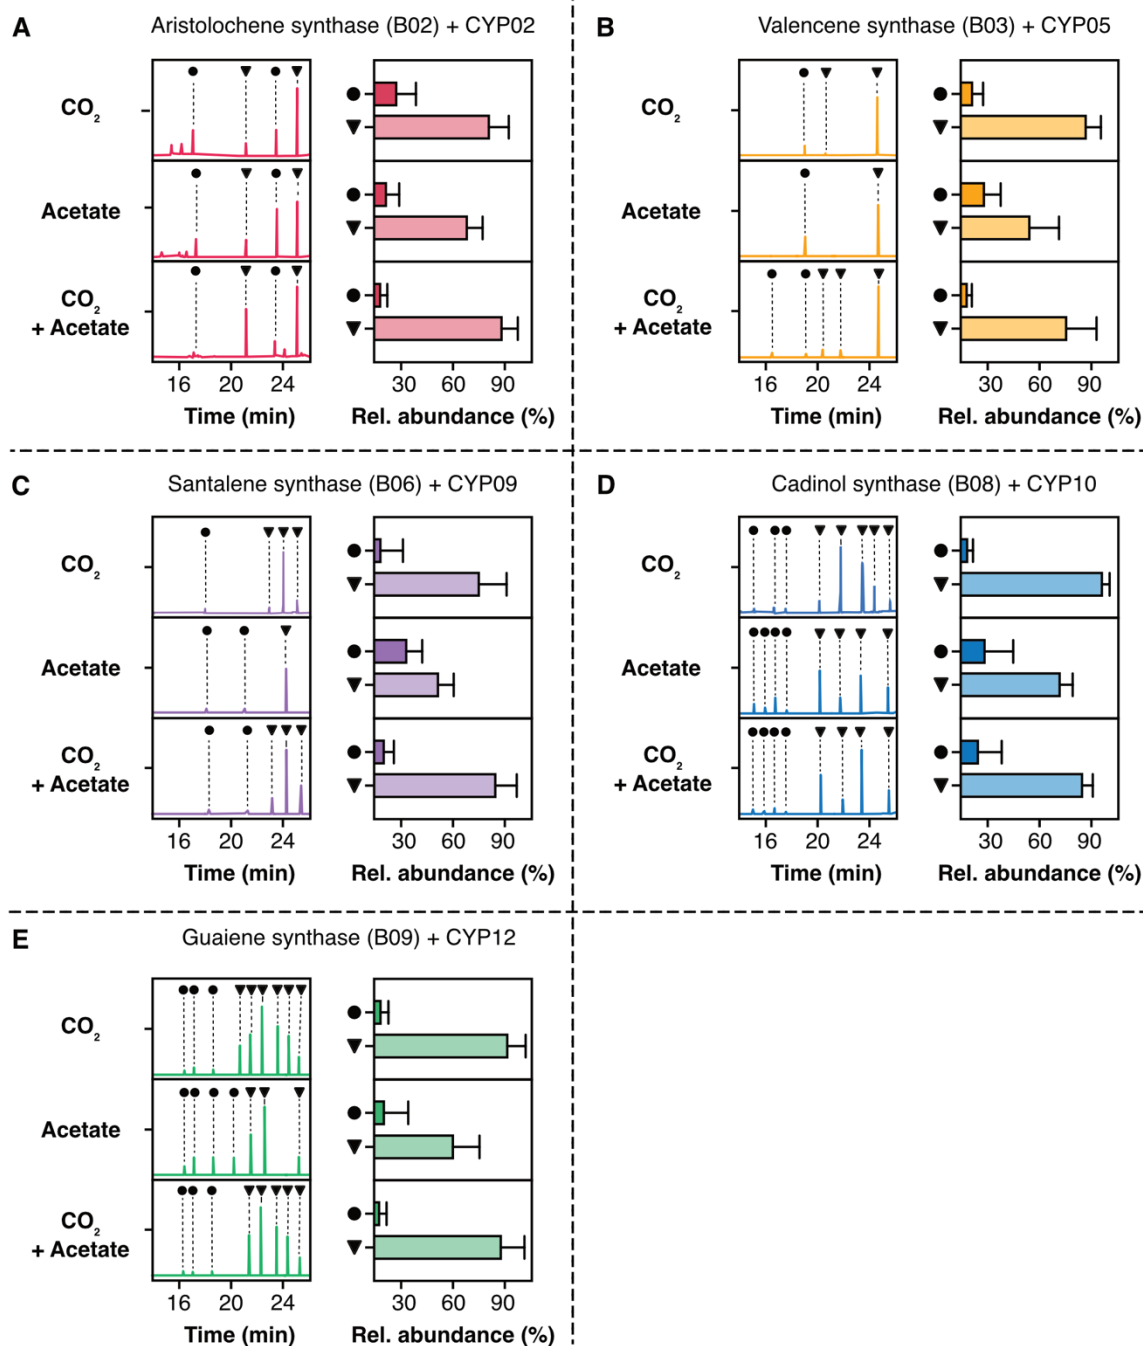 A
Aristolochene synthase (B02) + CYP02
CO₂
Acetate
CO₂
+ Acetate
16 20 24
Time (min)
30 60 90
Rel. abundance (%)
B
Valencene synthase (B03) + CYP05
CO₂
Acetate
CO₂
+ Acetate
16 20 24
Time (min)
30 60 90
Rel. abundance (%)
C
Santalene synthase (B06) + CYP09
CO₂
Acetate
CO₂
+ Acetate
16 20 24
Time (min)
30 60 90
Rel. abundance (%)
D
Cadinol synthase (B08) + CYP10
CO₂
Acetate
CO₂
+ Acetate
16 20 24
Time (min)
30 60 90
Rel. abundance (%)
E
Guaiene synthase (B09) + CYP12
CO₂
Acetate
CO₂
+ Acetate
16 20 24
Time (min)
30 60 90
Rel. abundance (%)